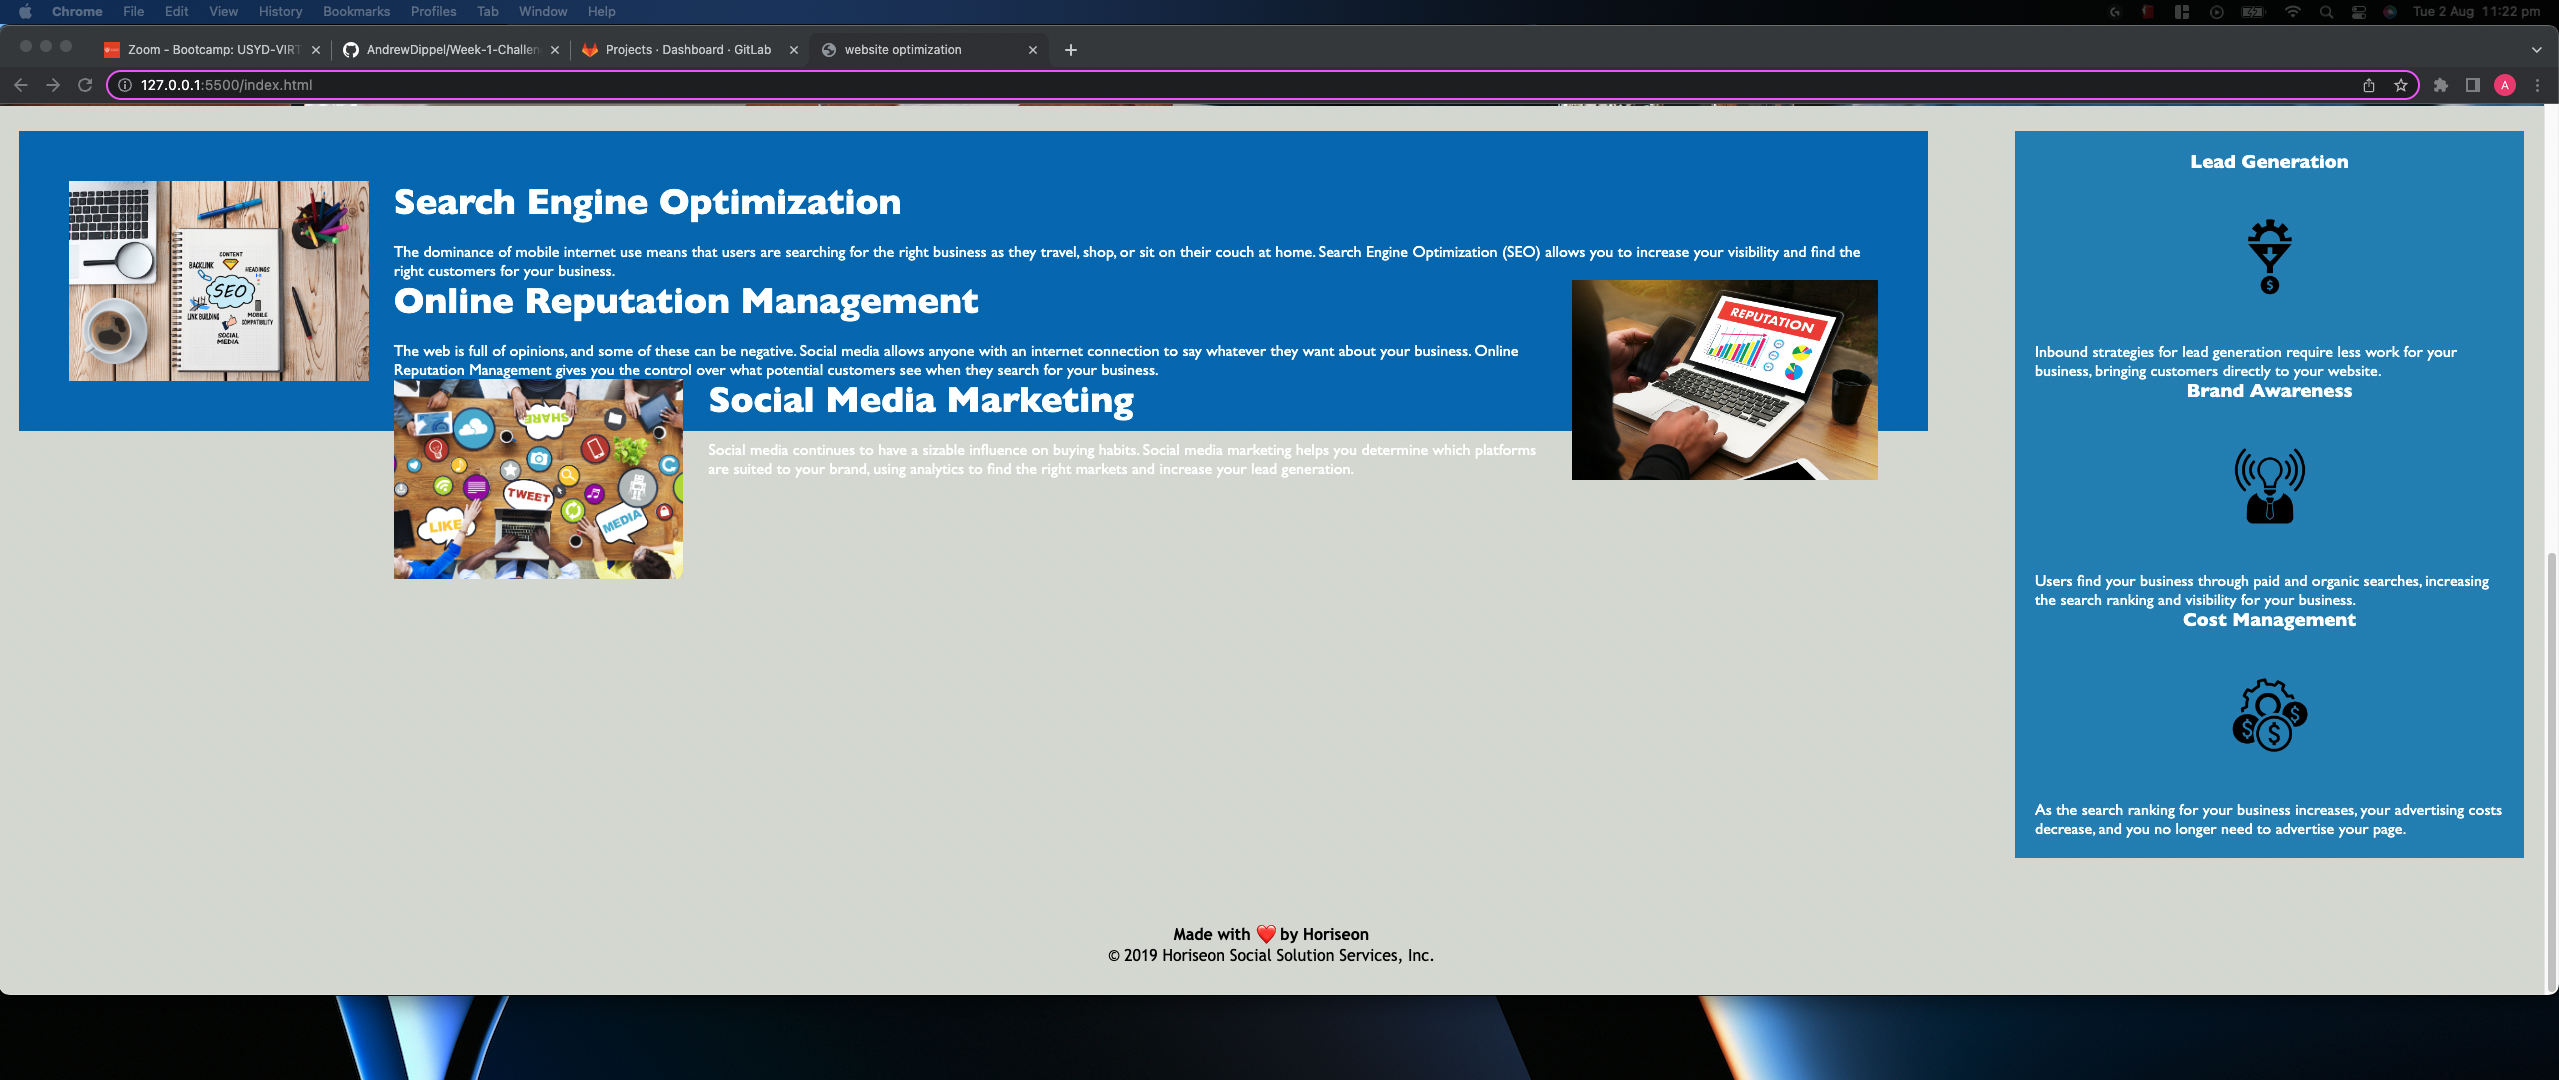 Chrome File Edit View History Bookmarks Profiles Tab Window Help Tue 2 Aug 11:22 pm
Zoom - Bootcamp: USYD-VIRT
AndrewDippel/Week-1-Challen
Projects · Dashboard · GitLab
website optimization
127.0.0.1:5500/index.html
A
CONTENT
BACKLINK
HEADINGS
SEO
LINK BUILDING
MOBILE
COMPATIBILITY
SOCIAL
MEDIA
Search Engine Optimization
The dominance of mobile internet use means that users are searching for the right business as they travel, shop, or sit on their couch at home. Search Engine Optimization (SEO) allows you to increase your visibility and find the
right customers for your business.
Online Reputation Management
The web is full of opinions, and some of these can be negative. Social media allows anyone with an internet connection to say whatever they want about your business. Online
Reputation Management gives you the control over what potential customers see when they search for your business.
REPUTATION
SHARE
TWEET
LIKE
MEDIA
Social Media Marketing
Social media continues to have a sizable influence on buying habits. Social media marketing helps you determine which platforms
are suited to your brand, using analytics to find the right markets and increase your lead generation.
Lead Generation
$
Inbound strategies for lead generation require less work for your
business, bringing customers directly to your website.
Brand Awareness
Users find your business through paid and organic searches, increasing
the search ranking and visibility for your business.
Cost Management
$ $ $
As the search ranking for your business increases, your advertising costs
decrease, and you no longer need to advertise your page.
Made with ❤️ by Horiseon
© 2019 Horiseon Social Solution Services, Inc.